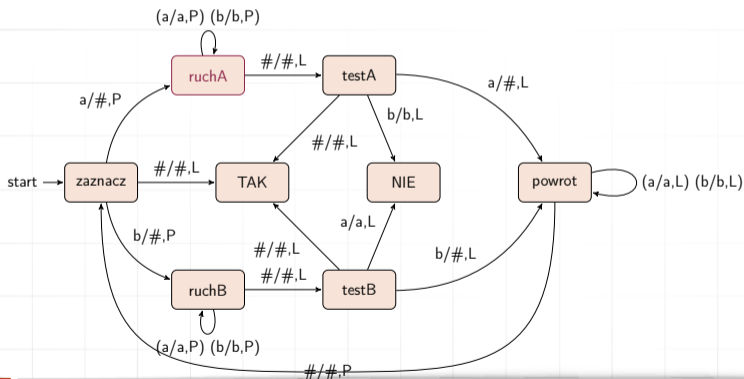 (a/a,P) (b/b,P)
ruchA
#/#,L
testA
a/#,L
a/#,P
b/b,L
#/#,L
start
zaznacz
#/#,L
TAK
NIE
powrot
(a/a,L) (b/b,L)
b/#,P
a/a,L
#/#,L
b/#,L
ruchB
#/#,L
testB
(a/a,P) (b/b,P)
#/#,P